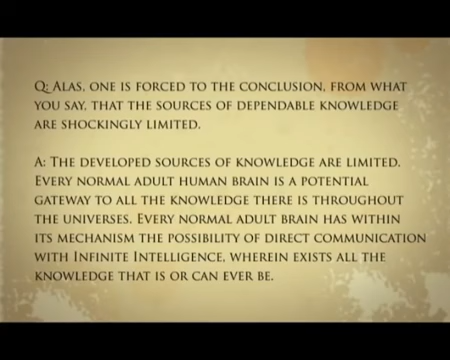 Q: Alas, one is forced to the conclusion, from what
you say, that the sources of dependable knowledge
are shockingly limited.
A: The developed sources of knowledge are limited.
Every normal adult human brain is a potential
gateway to all the knowledge there is throughout
the universes. Every normal adult brain has within
its mechanism the possibility of direct communication
with Infinite Intelligence, wherein exists all the
knowledge that is or can ever be.